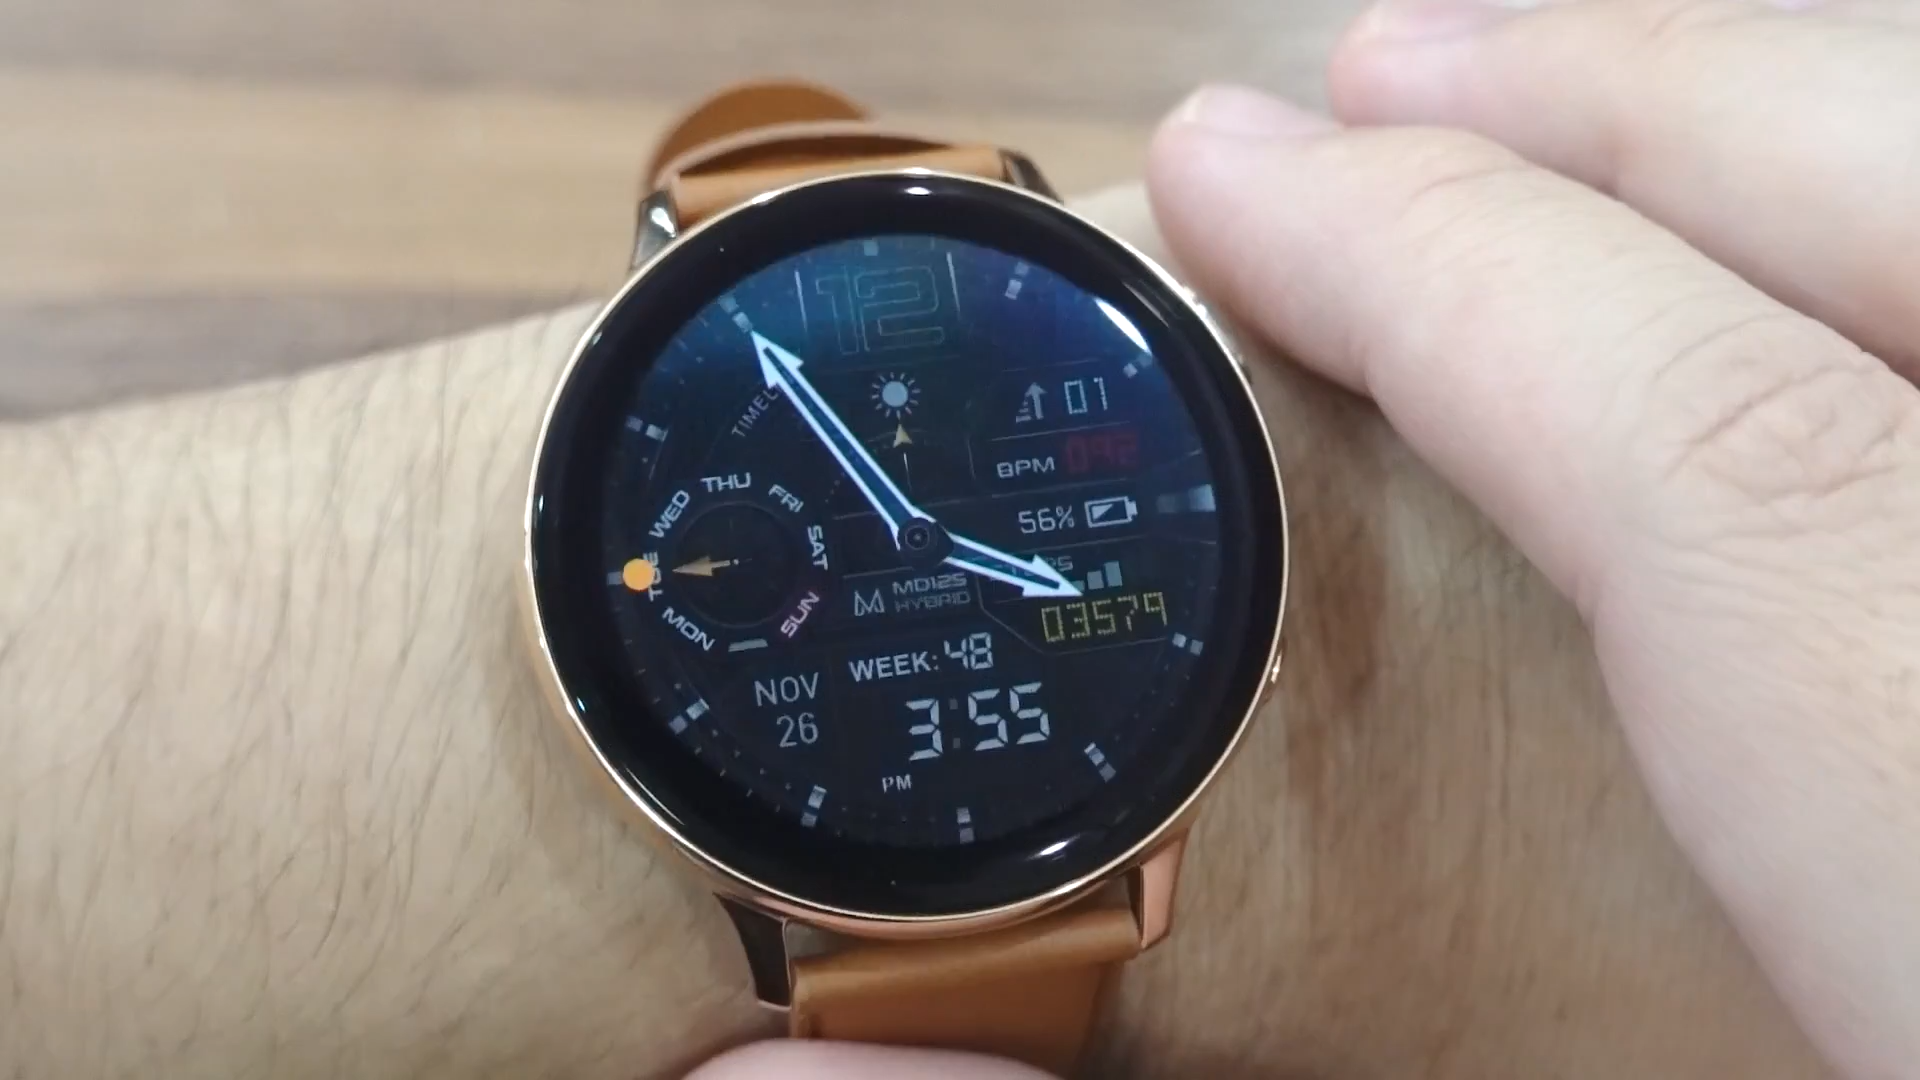 12
01
BPM 092
56%
03579
THU
FRI
WED
SAT
TUE
SUN
MON
MD125
HYBRID
WEEK: 48
NOV
26
3:55
PM